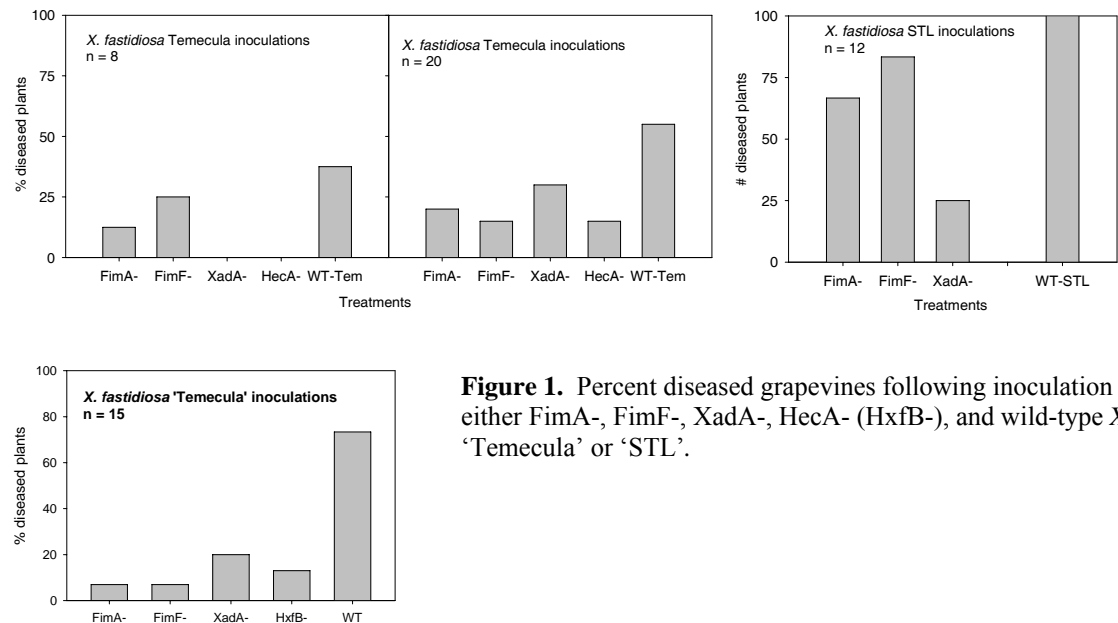 100
75
50
25
0
% diseased plants
X. fastidiosa Temecula inoculations
n = 8
FimA- FimF- XadA- HecA- WT-Tem
X. fastidiosa Temecula inoculations
n = 20
FimA- FimF- XadA- HecA- WT-Tem
Treatments
100
75
50
25
0
# diseased plants
X. fastidiosa STL inoculations
n = 12
FimA- FimF- XadA- WT-STL
Treatments
100
80
60
40
20
0
% diseased plants
X. fastidiosa 'Temecula' inoculations
n = 15
FimA- FimF- XadA- HxfB- WT
Figure 1. Percent diseased grapevines following inoculation
either FimA-, FimF-, XadA-, HecA- (HxfB-), and wild-type X
‘Temecula’ or ‘STL’.